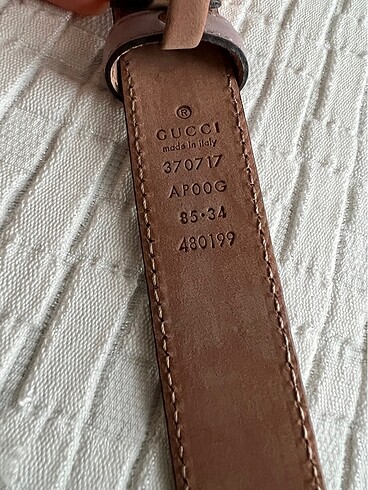 ®
GUCCI
made in italy
370717
AP00G
85·34
480199